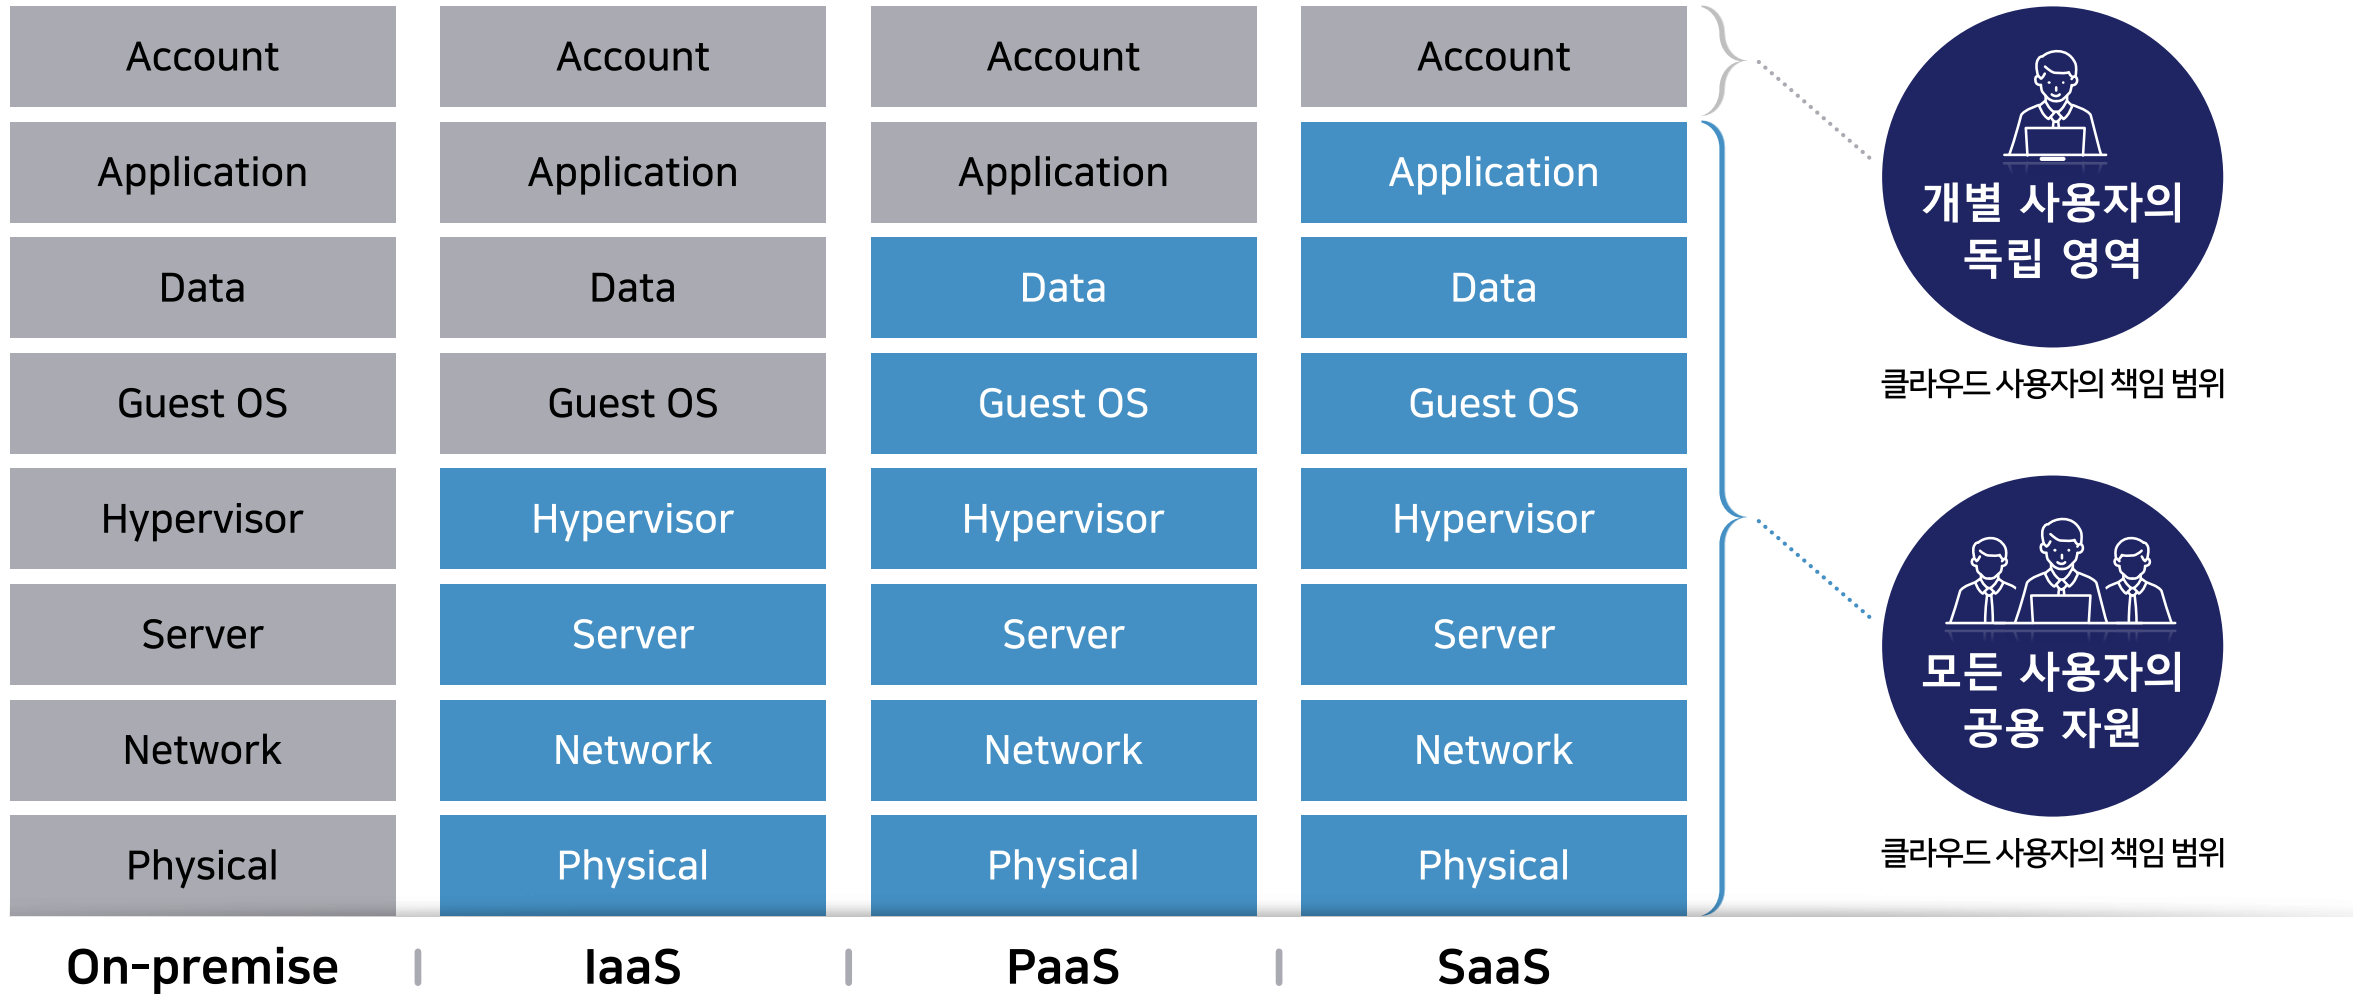 Account
Account
Account
Account
Application
Application
Application
Application
Data
Data
Data
Data
Guest OS
Guest OS
Guest OS
Guest OS
Hypervisor
Hypervisor
Hypervisor
Hypervisor
Server
Server
Server
Server
Network
Network
Network
Network
Physical
Physical
Physical
Physical
On-premise
IaaS
PaaS
SaaS
개별 사용자의
독립 영역
클라우드 사용자의 책임 범위
모든 사용자의
공용 자원
클라우드 사용자의 책임 범위